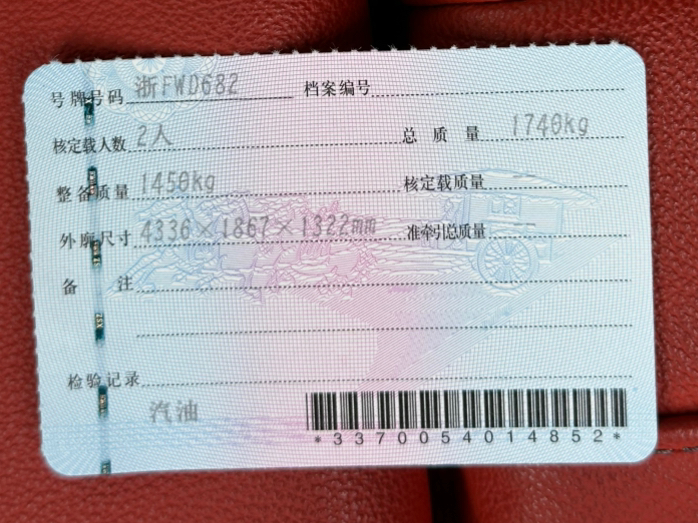 号牌号码 浙FWD682 档案编号
核定载人数 2人 总质量 1740kg
整备质量 1450kg 核定载质量
外廓尺寸 4336×1867×1322mm 准牵引总质量
备注
检验记录
汽油
*3370054014852*